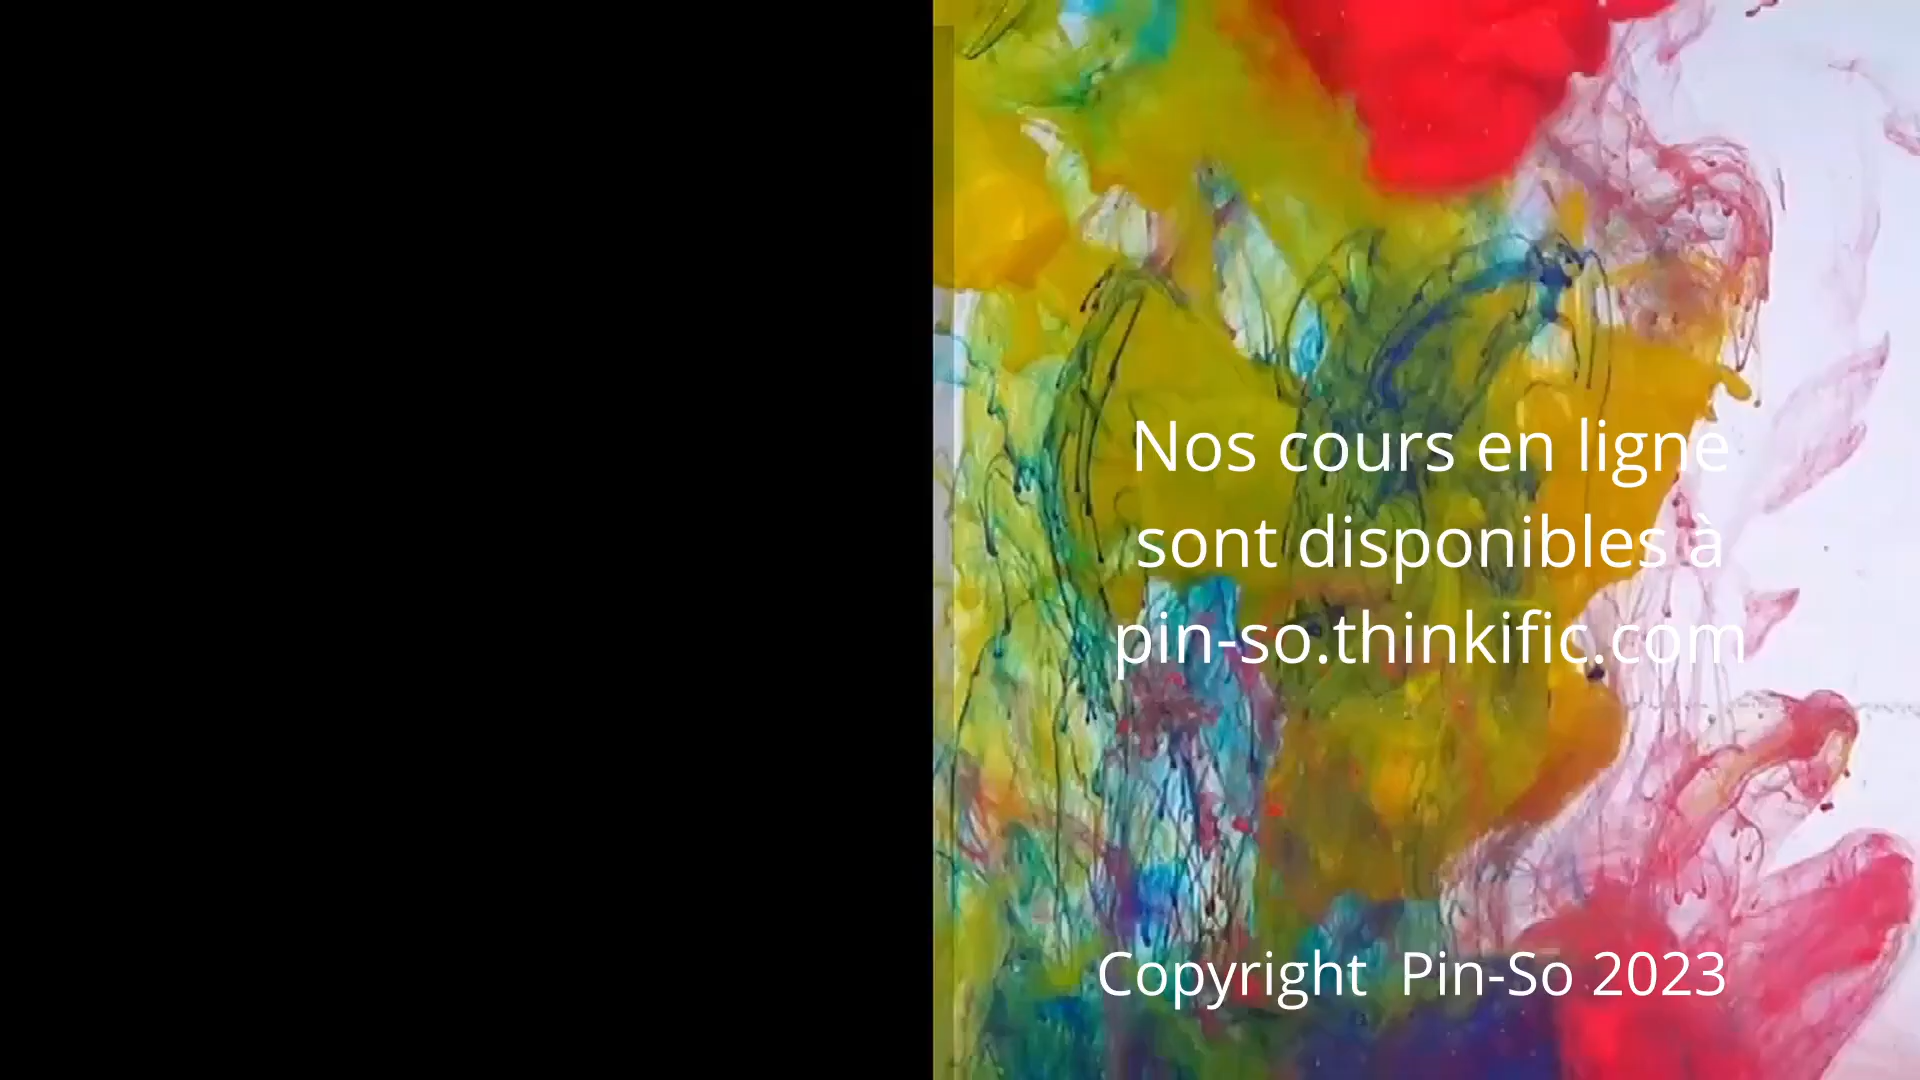 Nos cours en ligne
sont disponibles à
pin-so.thinkific.com
Copyright Pin-So 2023